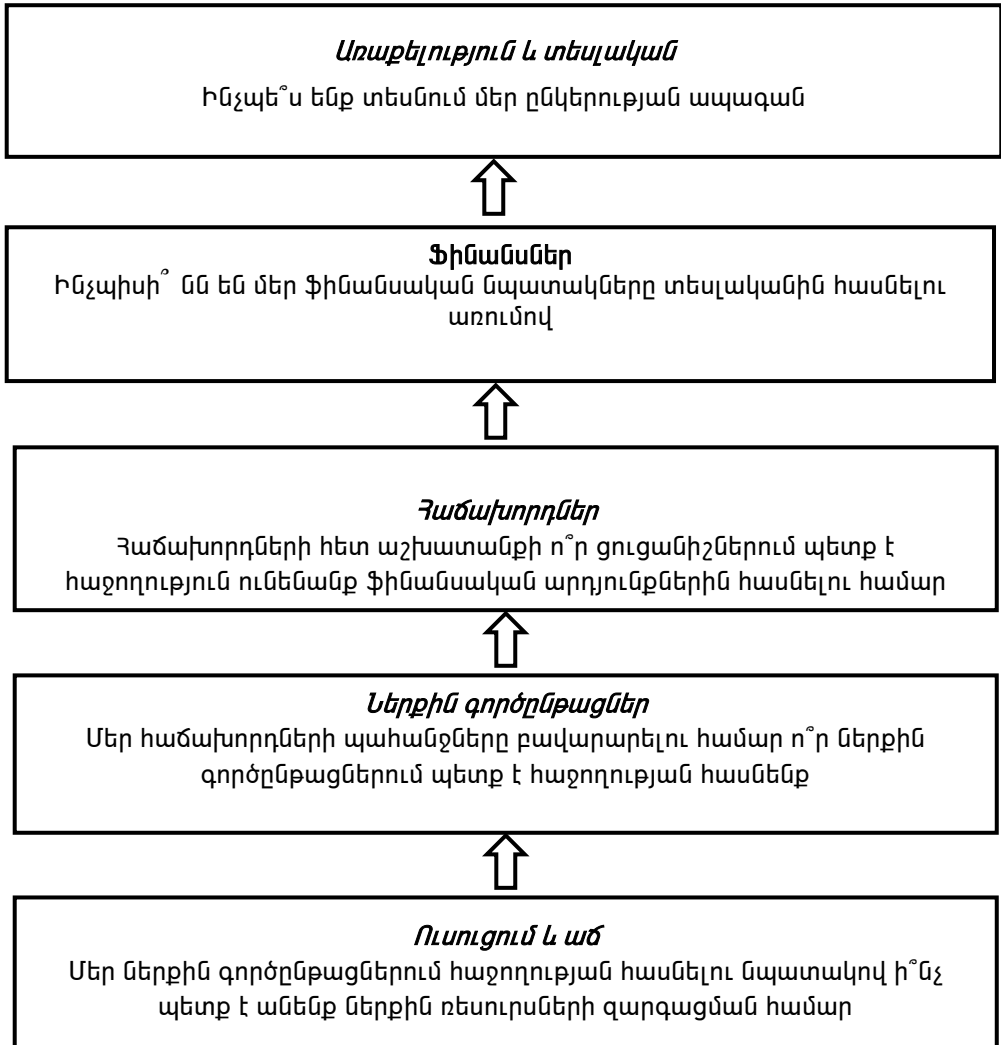 Առաքելություն և տեսլական
Ինչպե՞ս ենք տեսնում մեր ընկերության ապագան
Ֆինանսներ
Ինչպիսի՞ նն են մեր ֆինանսական նպատակները տեսլականին հասնելու
առումով
Հաճախորդներ
Հաճախորդների հետ աշխատանքի ո՞ր ցուցանիշներում պետք է
հաջողություն ունենանք ֆինանսական արդյունքներին հասնելու համար
Ներքին գործընթացներ
Մեր հաճախորդների պահանջները բավարարելու համար ո՞ր ներքին
գործընթացներում պետք է հաջողության հասնենք
Ուսուցում և աճ
Մեր ներքին գործընթացներում հաջողության հասնելու նպատակով ի՞նչ
պետք է անենք ներքին ռեսուրսների զարգացման համար